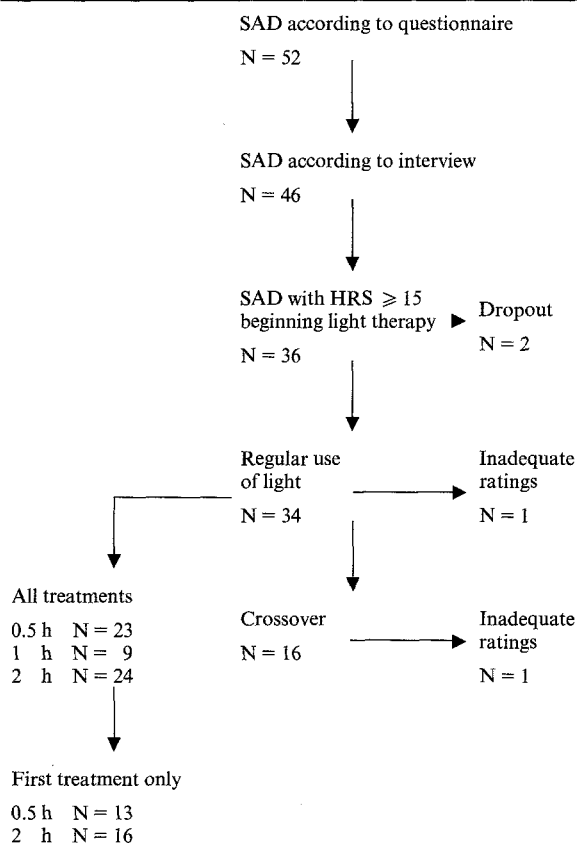 SAD according to questionnaire
N = 52
SAD according to interview
N = 46
SAD with HRS ⩾ 15
beginning light therapy
N = 36
Dropout
N = 2
Regular use
of light
N = 34
Inadequate
ratings
N = 1
All treatments
0.5 h N = 23
1 h N = 9
2 h N = 24
Crossover
N = 16
Inadequate
ratings
N = 1
First treatment only
0.5 h N = 13
2 h N = 16